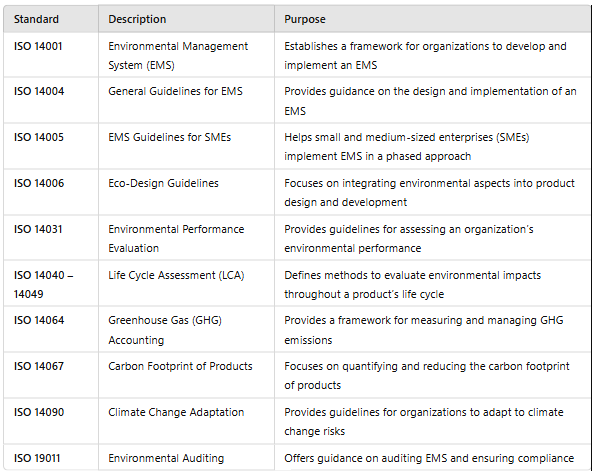 Standard Description Purpose
ISO 14001 Environmental Management System (EMS) Establishes a framework for organizations to develop and implement an EMS
ISO 14004 General Guidelines for EMS Provides guidance on the design and implementation of an EMS
ISO 14005 EMS Guidelines for SMEs Helps small and medium-sized enterprises (SMEs) implement EMS in a phased approach
ISO 14006 Eco-Design Guidelines Focuses on integrating environmental aspects into product design and development
ISO 14031 Environmental Performance Evaluation Provides guidelines for assessing an organization's environmental performance
ISO 14040 – 14049 Life Cycle Assessment (LCA) Defines methods to evaluate environmental impacts throughout a product's life cycle
ISO 14064 Greenhouse Gas (GHG) Accounting Provides a framework for measuring and managing GHG emissions
ISO 14067 Carbon Footprint of Products Focuses on quantifying and reducing the carbon footprint of products
ISO 14090 Climate Change Adaptation Provides guidelines for organizations to adapt to climate change risks
ISO 19011 Environmental Auditing Offers guidance on auditing EMS and ensuring compliance